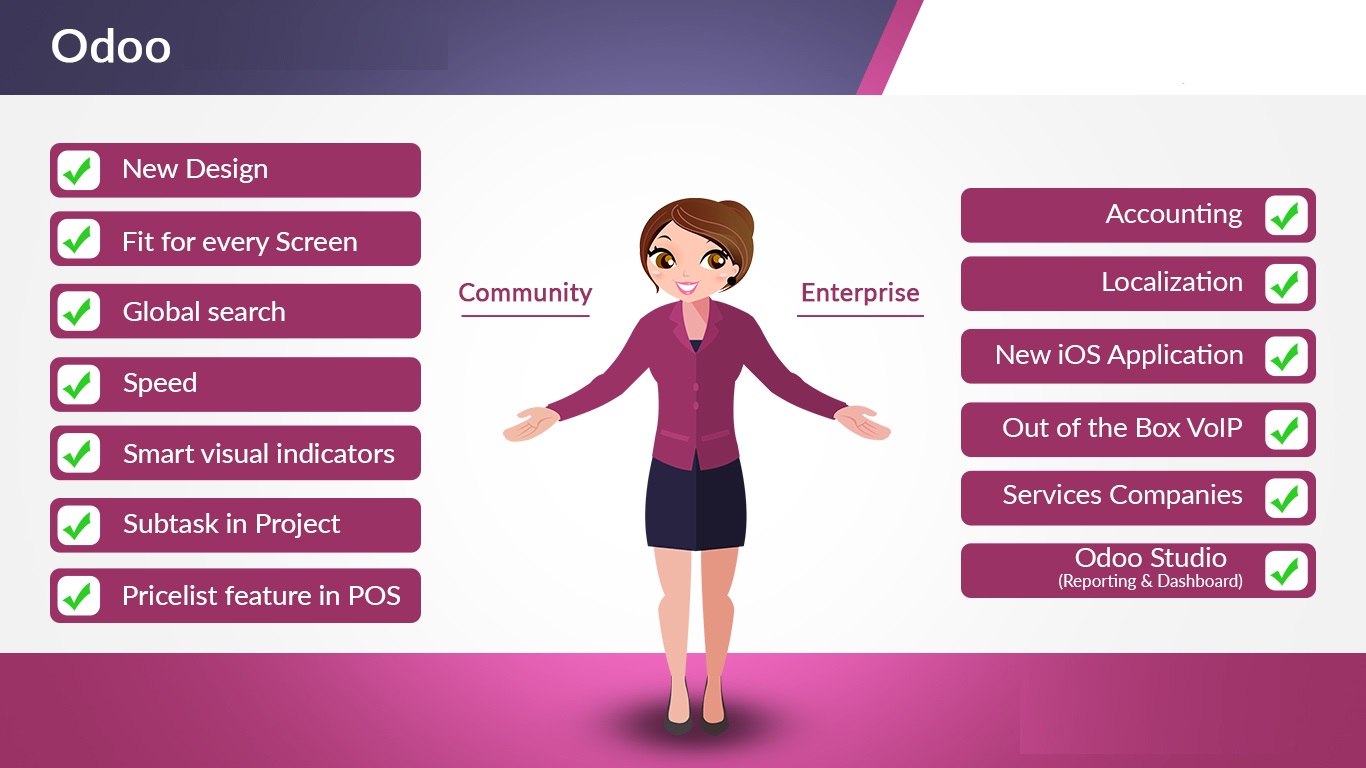 Odoo
New Design
Fit for every Screen
Global search
Speed
Smart visual indicators
Subtask in Project
Pricelist feature in POS
Community
Enterprise
Accounting
Localization
New iOS Application
Out of the Box VoIP
Services Companies
Odoo Studio
(Reporting & Dashboard)